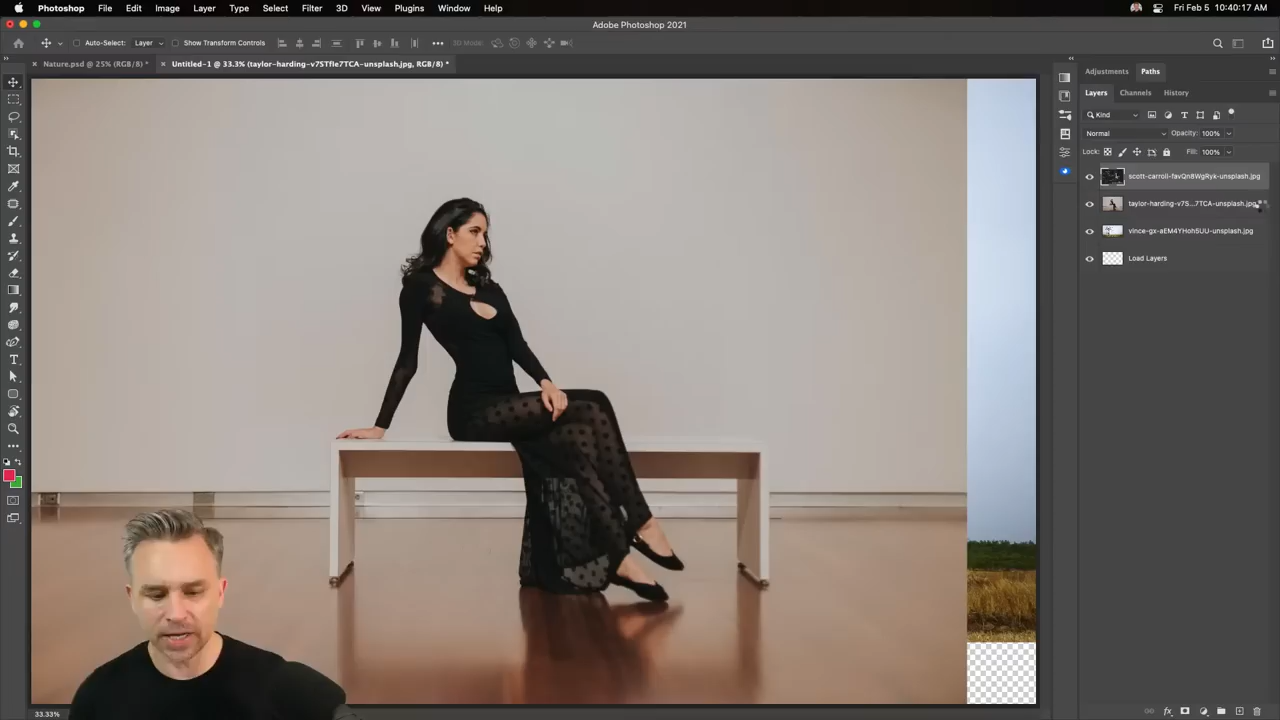 Photoshop File Edit Image Layer Type Select Filter 3D View Plugins Window Help Fri Feb 5 10:40:17 AM
Adobe Photoshop 2021
Auto-Select: Layer Show Transform Controls 3D Mode:
Nature.psd @ 25% (RGB/8) * Untitled-1 @ 33.3% (taylor-harding-v7STfle7TCA-unsplash.jpg, RGB/8) *
Adjustments Paths
Layers Channels History
Kind
Normal Opacity: 100%
Lock: Fill: 100%
scott-carroll-favQn8WgRyk-unsplash.jpg
taylor-harding-v7S...7TCA-unsplash.jpg
vince-gx-aEM4YHoh5UU-unsplash.jpg
Load Layers
33.33%